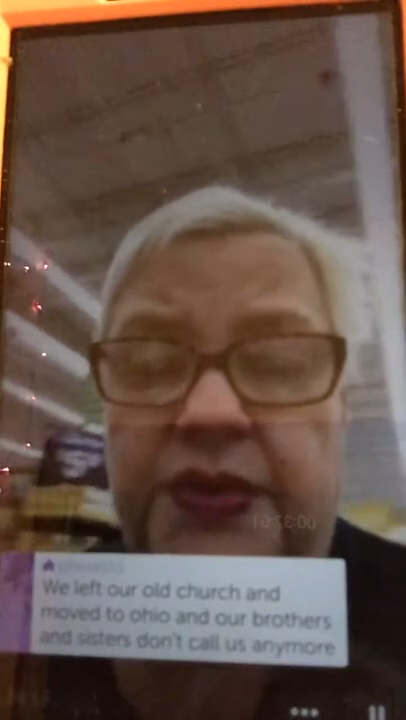 We left our old church and
moved to ohio and our brothers
and sisters don't call us anymore